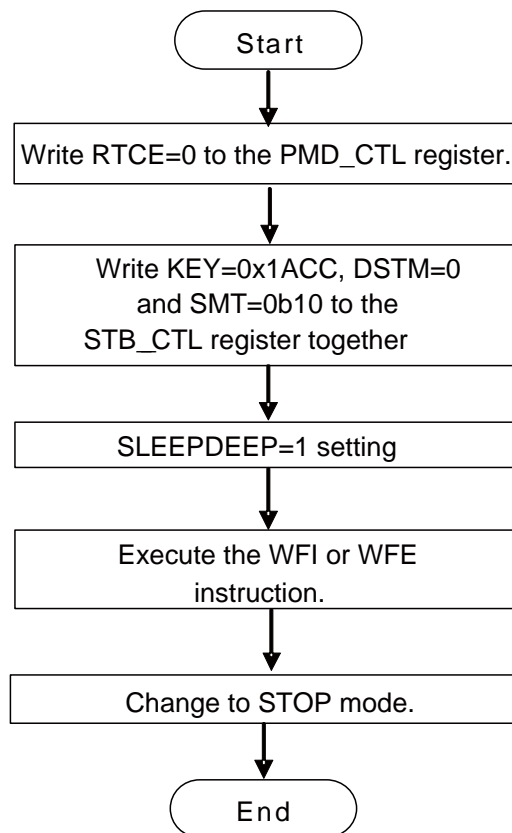 Start
Write RTCE=0 to the PMD_CTL register.
Write KEY=0x1ACC, DSTM=0
and SMT=0b10 to the
STB_CTL register together
SLEEPDEEP=1 setting
Execute the WFI or WFE
instruction.
Change to STOP mode.
End